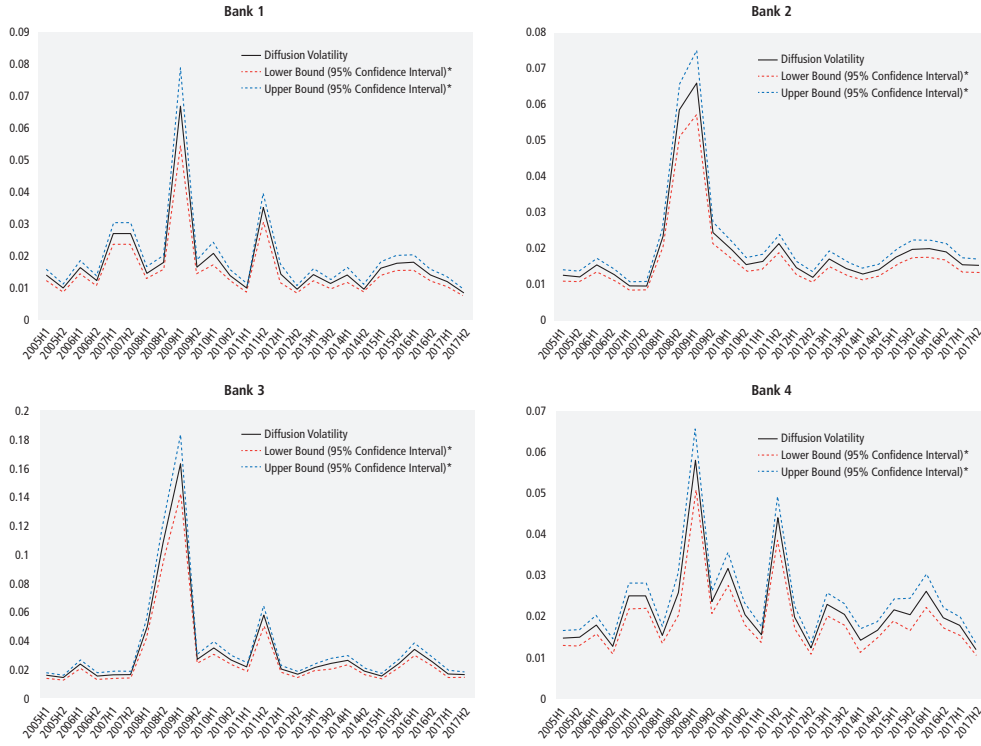 Bank 1
0.09
0.08
0.07
0.06
0.05
0.04
0.03
0.02
0.01
0
Diffusion Volatility
Lower Bound (95% Confidence Interval)*
Upper Bound (95% Confidence Interval)*
2005H1
2005H2
2006H1
2006H2
2007H1
2007H2
2008H1
2008H2
2009H1
2009H2
2010H1
2010H2
2011H1
2011H2
2012H1
2012H2
2013H1
2013H2
2014H1
2014H2
2015H1
2015H2
2016H1
2016H2
2017H1
2017H2
Bank 2
0.08
0.07
0.06
0.05
0.04
0.03
0.02
0.01
0
Diffusion Volatility
Lower Bound (95% Confidence Interval)*
Upper Bound (95% Confidence Interval)*
2005H1
2005H2
2006H1
2006H2
2007H1
2007H2
2008H1
2008H2
2009H1
2009H2
2010H1
2010H2
2011H1
2011H2
2012H1
2012H2
2013H1
2013H2
2014H1
2014H2
2015H1
2015H2
2016H1
2016H2
2017H1
2017H2
Bank 3
0.2
0.18
0.16
0.14
0.12
0.1
0.08
0.06
0.04
0.02
0
Diffusion Volatility
Lower Bound (95% Confidence Interval)*
Upper Bound (95% Confidence Interval)*
2005H1
2005H2
2006H1
2006H2
2007H1
2007H2
2008H1
2008H2
2009H1
2009H2
2010H1
2010H2
2011H1
2011H2
2012H1
2012H2
2013H1
2013H2
2014H1
2014H2
2015H1
2015H2
2016H1
2016H2
2017H1
2017H2
Bank 4
0.07
0.06
0.05
0.04
0.03
0.02
0.01
0
Diffusion Volatility
Lower Bound (95% Confidence Interval)*
Upper Bound (95% Confidence Interval)*
2005H1
2005H2
2006H1
2006H2
2007H1
2007H2
2008H1
2008H2
2009H1
2009H2
2010H1
2010H2
2011H1
2011H2
2012H1
2012H2
2013H1
2013H2
2014H1
2014H2
2015H1
2015H2
2016H1
2016H2
2017H1
2017H2